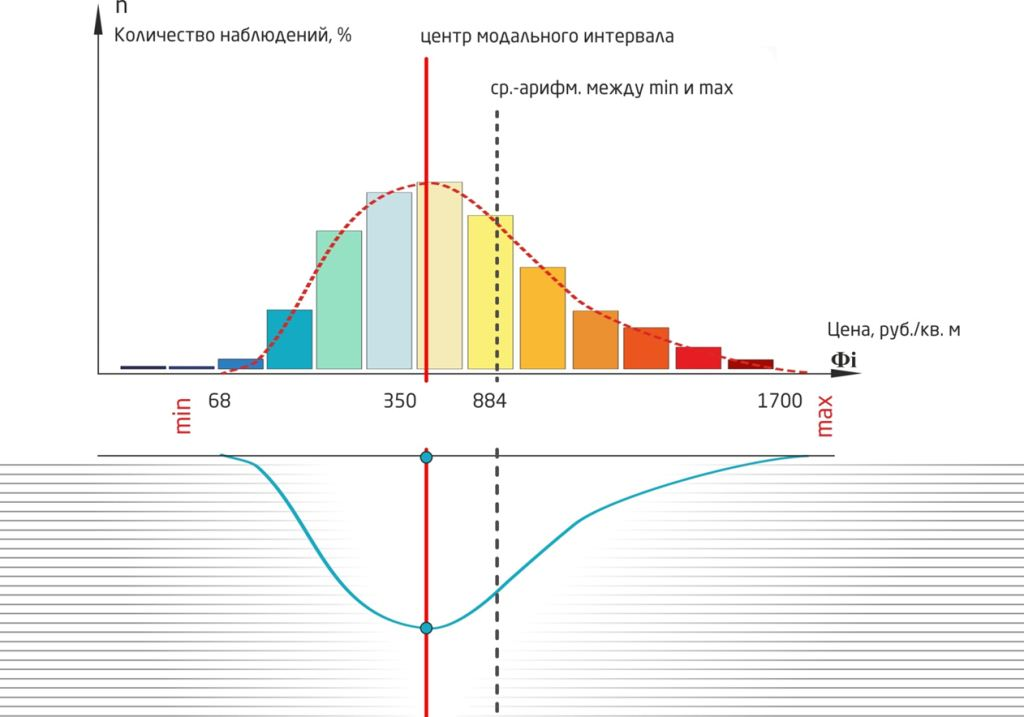 n
Количество наблюдений, %
центр модального интервала
ср.-арифм. между min и max
Цена, руб./кв. м
Фi
min
68
350
884
1700
max